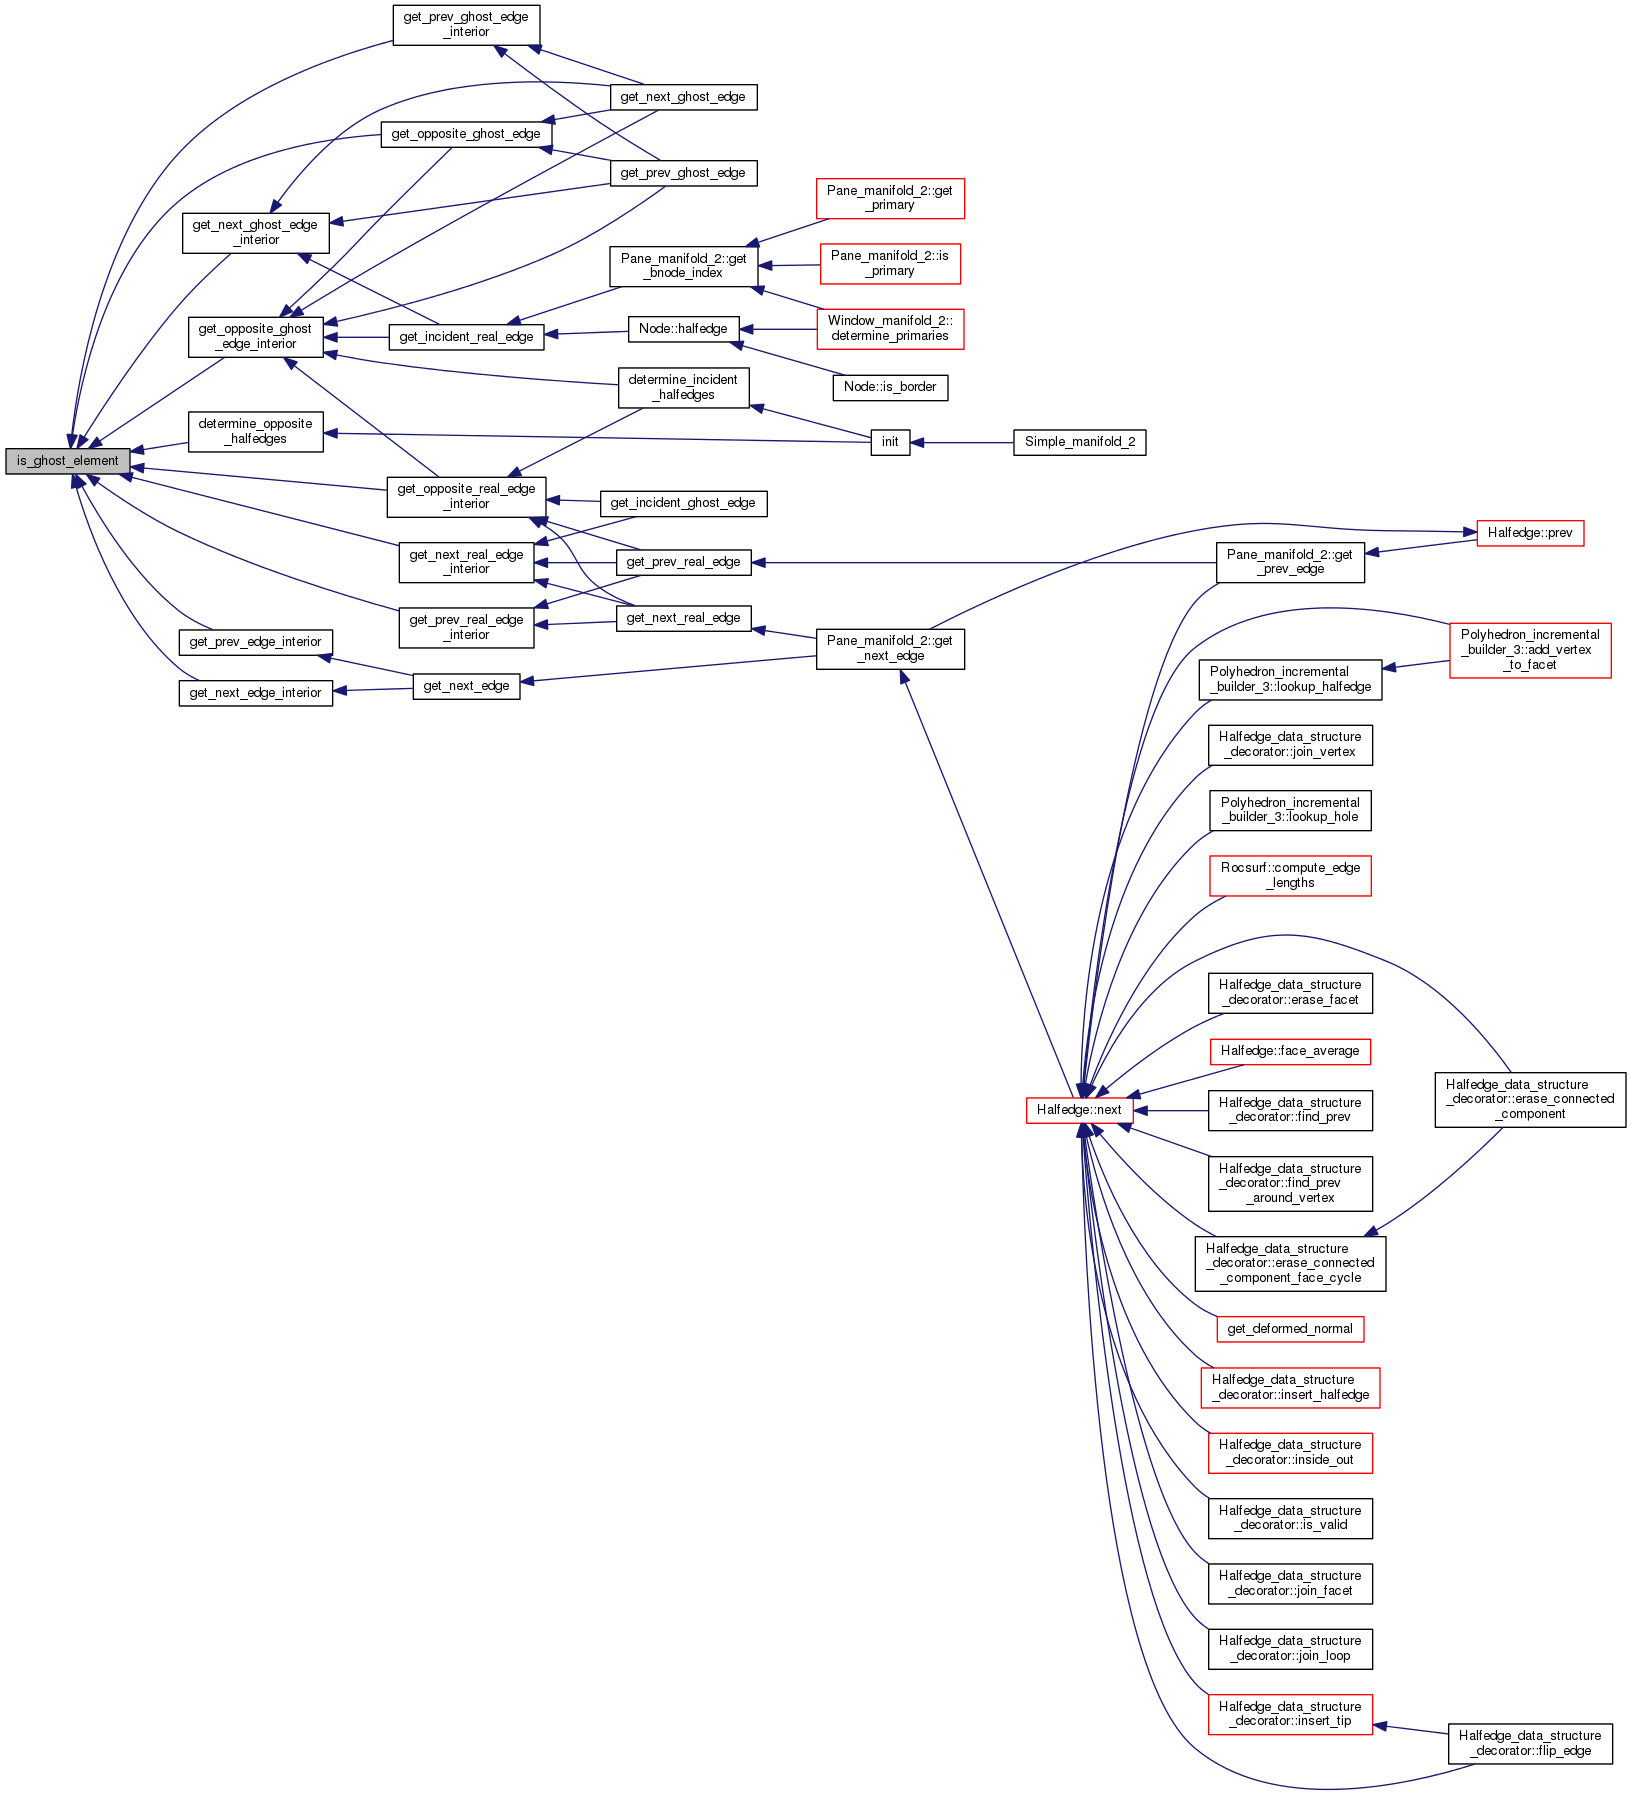 get_prev_ghost_edge
_interior
get_next_ghost_edge
get_opposite_ghost_edge
get_prev_ghost_edge
Pane_manifold_2::get
_primary
get_next_ghost_edge
_interior
Pane_manifold_2::get
_bnode_index
Pane_manifold_2::is
_primary
get_opposite_ghost
_edge_interior
get_incident_real_edge
Node::halfedge
Window_manifold_2::
determine_primaries
determine_incident
_halfedges
Node::is_border
determine_opposite
_halfedges
init
Simple_manifold_2
is_ghost_element
get_opposite_real_edge
_interior
get_incident_ghost_edge
Halfedge::prev
get_next_real_edge
_interior
get_prev_real_edge
Pane_manifold_2::get
_prev_edge
get_prev_real_edge
_interior
get_next_real_edge
get_prev_edge_interior
Pane_manifold_2::get
_next_edge
Polyhedron_incremental
_builder_3::add_vertex
_to_facet
get_next_edge_interior
get_next_edge
Polyhedron_incremental
_builder_3::lookup_halfedge
Halfedge_data_structure
_decorator::join_vertex
Polyhedron_incremental
_builder_3::lookup_hole
Rocsurf::compute_edge
_lengths
Halfedge_data_structure
_decorator::erase_facet
Halfedge::face_average
Halfedge_data_structure
_decorator::erase_connected
_component
Halfedge::next
Halfedge_data_structure
_decorator::find_prev
Halfedge_data_structure
_decorator::find_prev
_around_vertex
Halfedge_data_structure
_decorator::erase_connected
_component_face_cycle
get_deformed_normal
Halfedge_data_structure
_decorator::insert_halfedge
Halfedge_data_structure
_decorator::inside_out
Halfedge_data_structure
_decorator::is_valid
Halfedge_data_structure
_decorator::join_facet
Halfedge_data_structure
_decorator::join_loop
Halfedge_data_structure
_decorator::insert_tip
Halfedge_data_structure
_decorator::flip_edge